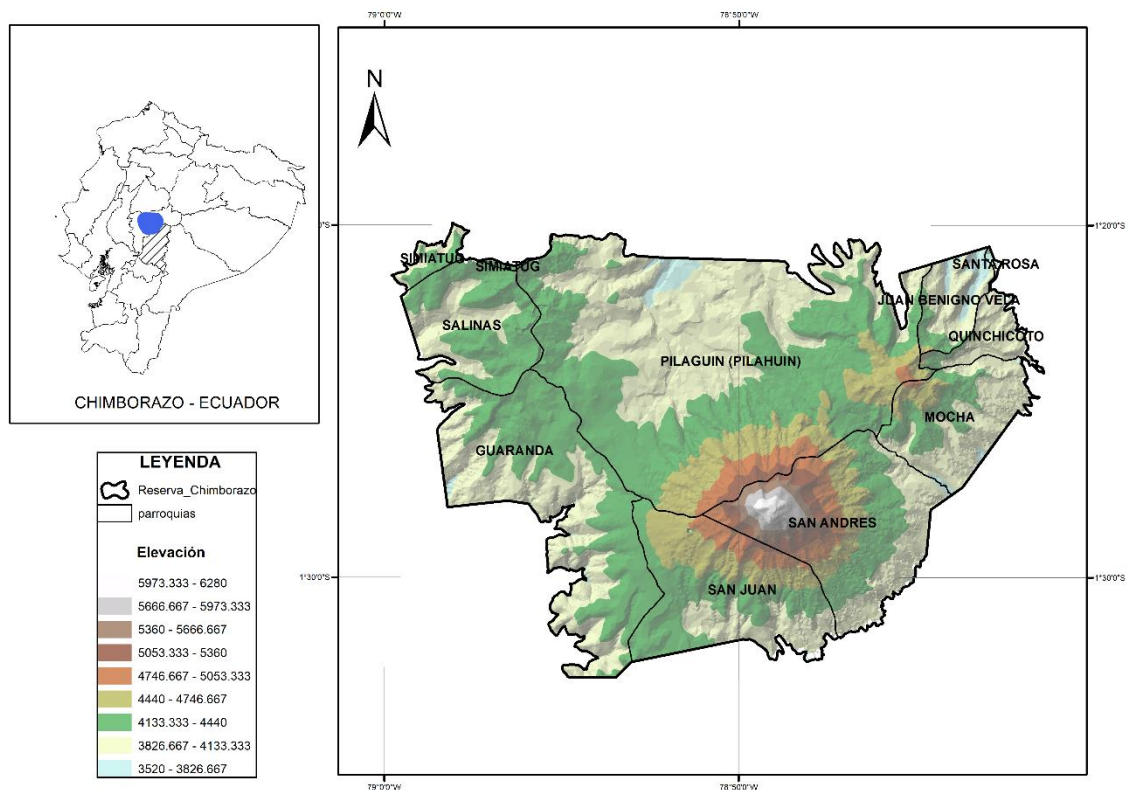 79°0'0"W
78°50'0"W
N
1°20'0"S
SIMIATUG
SIMIATUG
SANTA ROSA
JUAN BENIGNO VELA
SALINAS
QUINCHICOTO
PILAGUIN (PILAHUIN)
MOCHA
GUARANDA
SAN ANDRES
SAN JUAN
1°30'0"S
1°30'0"S
79°0'0"W
78°50'0"W
CHIMBORAZO - ECUADOR
LEYENDA
Reserva_Chimborazo
parroquias
Elevación
5973.333 - 6280
5666.667 - 5973.333
5360 - 5666.667
5053.333 - 5360
4746.667 - 5053.333
4440 - 4746.667
4133.333 - 4440
3826.667 - 4133.333
3520 - 3826.667